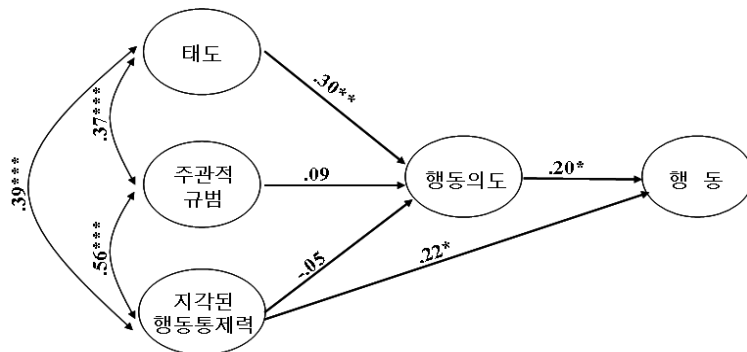 태도
.30**
.37***
.39***
주관적
규범
.09
행동의도
.20*
행 동
.56***
-.05
.22*
지각된
행동통제력